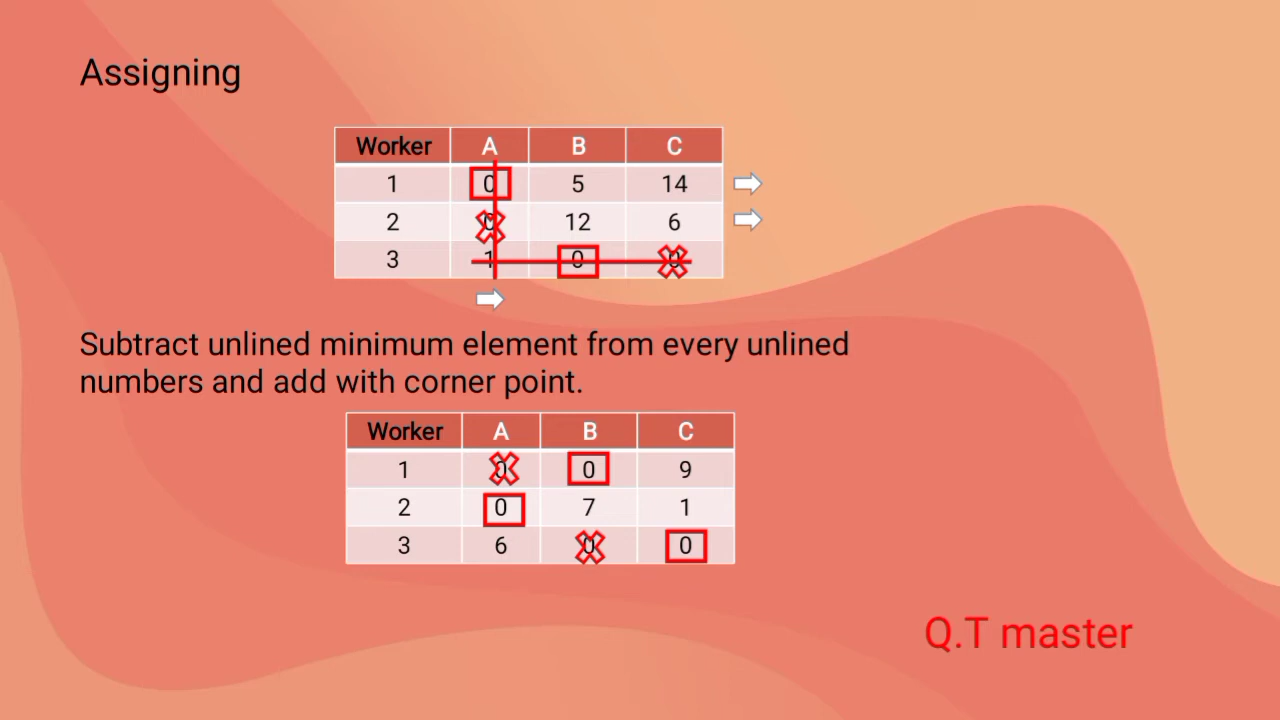 Assigning
Worker A B C
1 0 5 14
2 0 12 6
3 1 0 0
Subtract unlined minimum element from every unlined
numbers and add with corner point.
Worker A B C
1 0 0 9
2 0 7 1
3 6 0 0
Q.T master